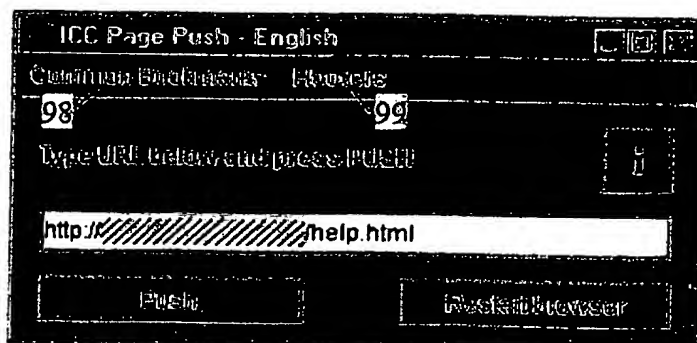 ICC Page Push - English
Common Bookmarks Howtos
98 99
Type URL below and press PUSH
i
http:// /help.html
Push Restart browser